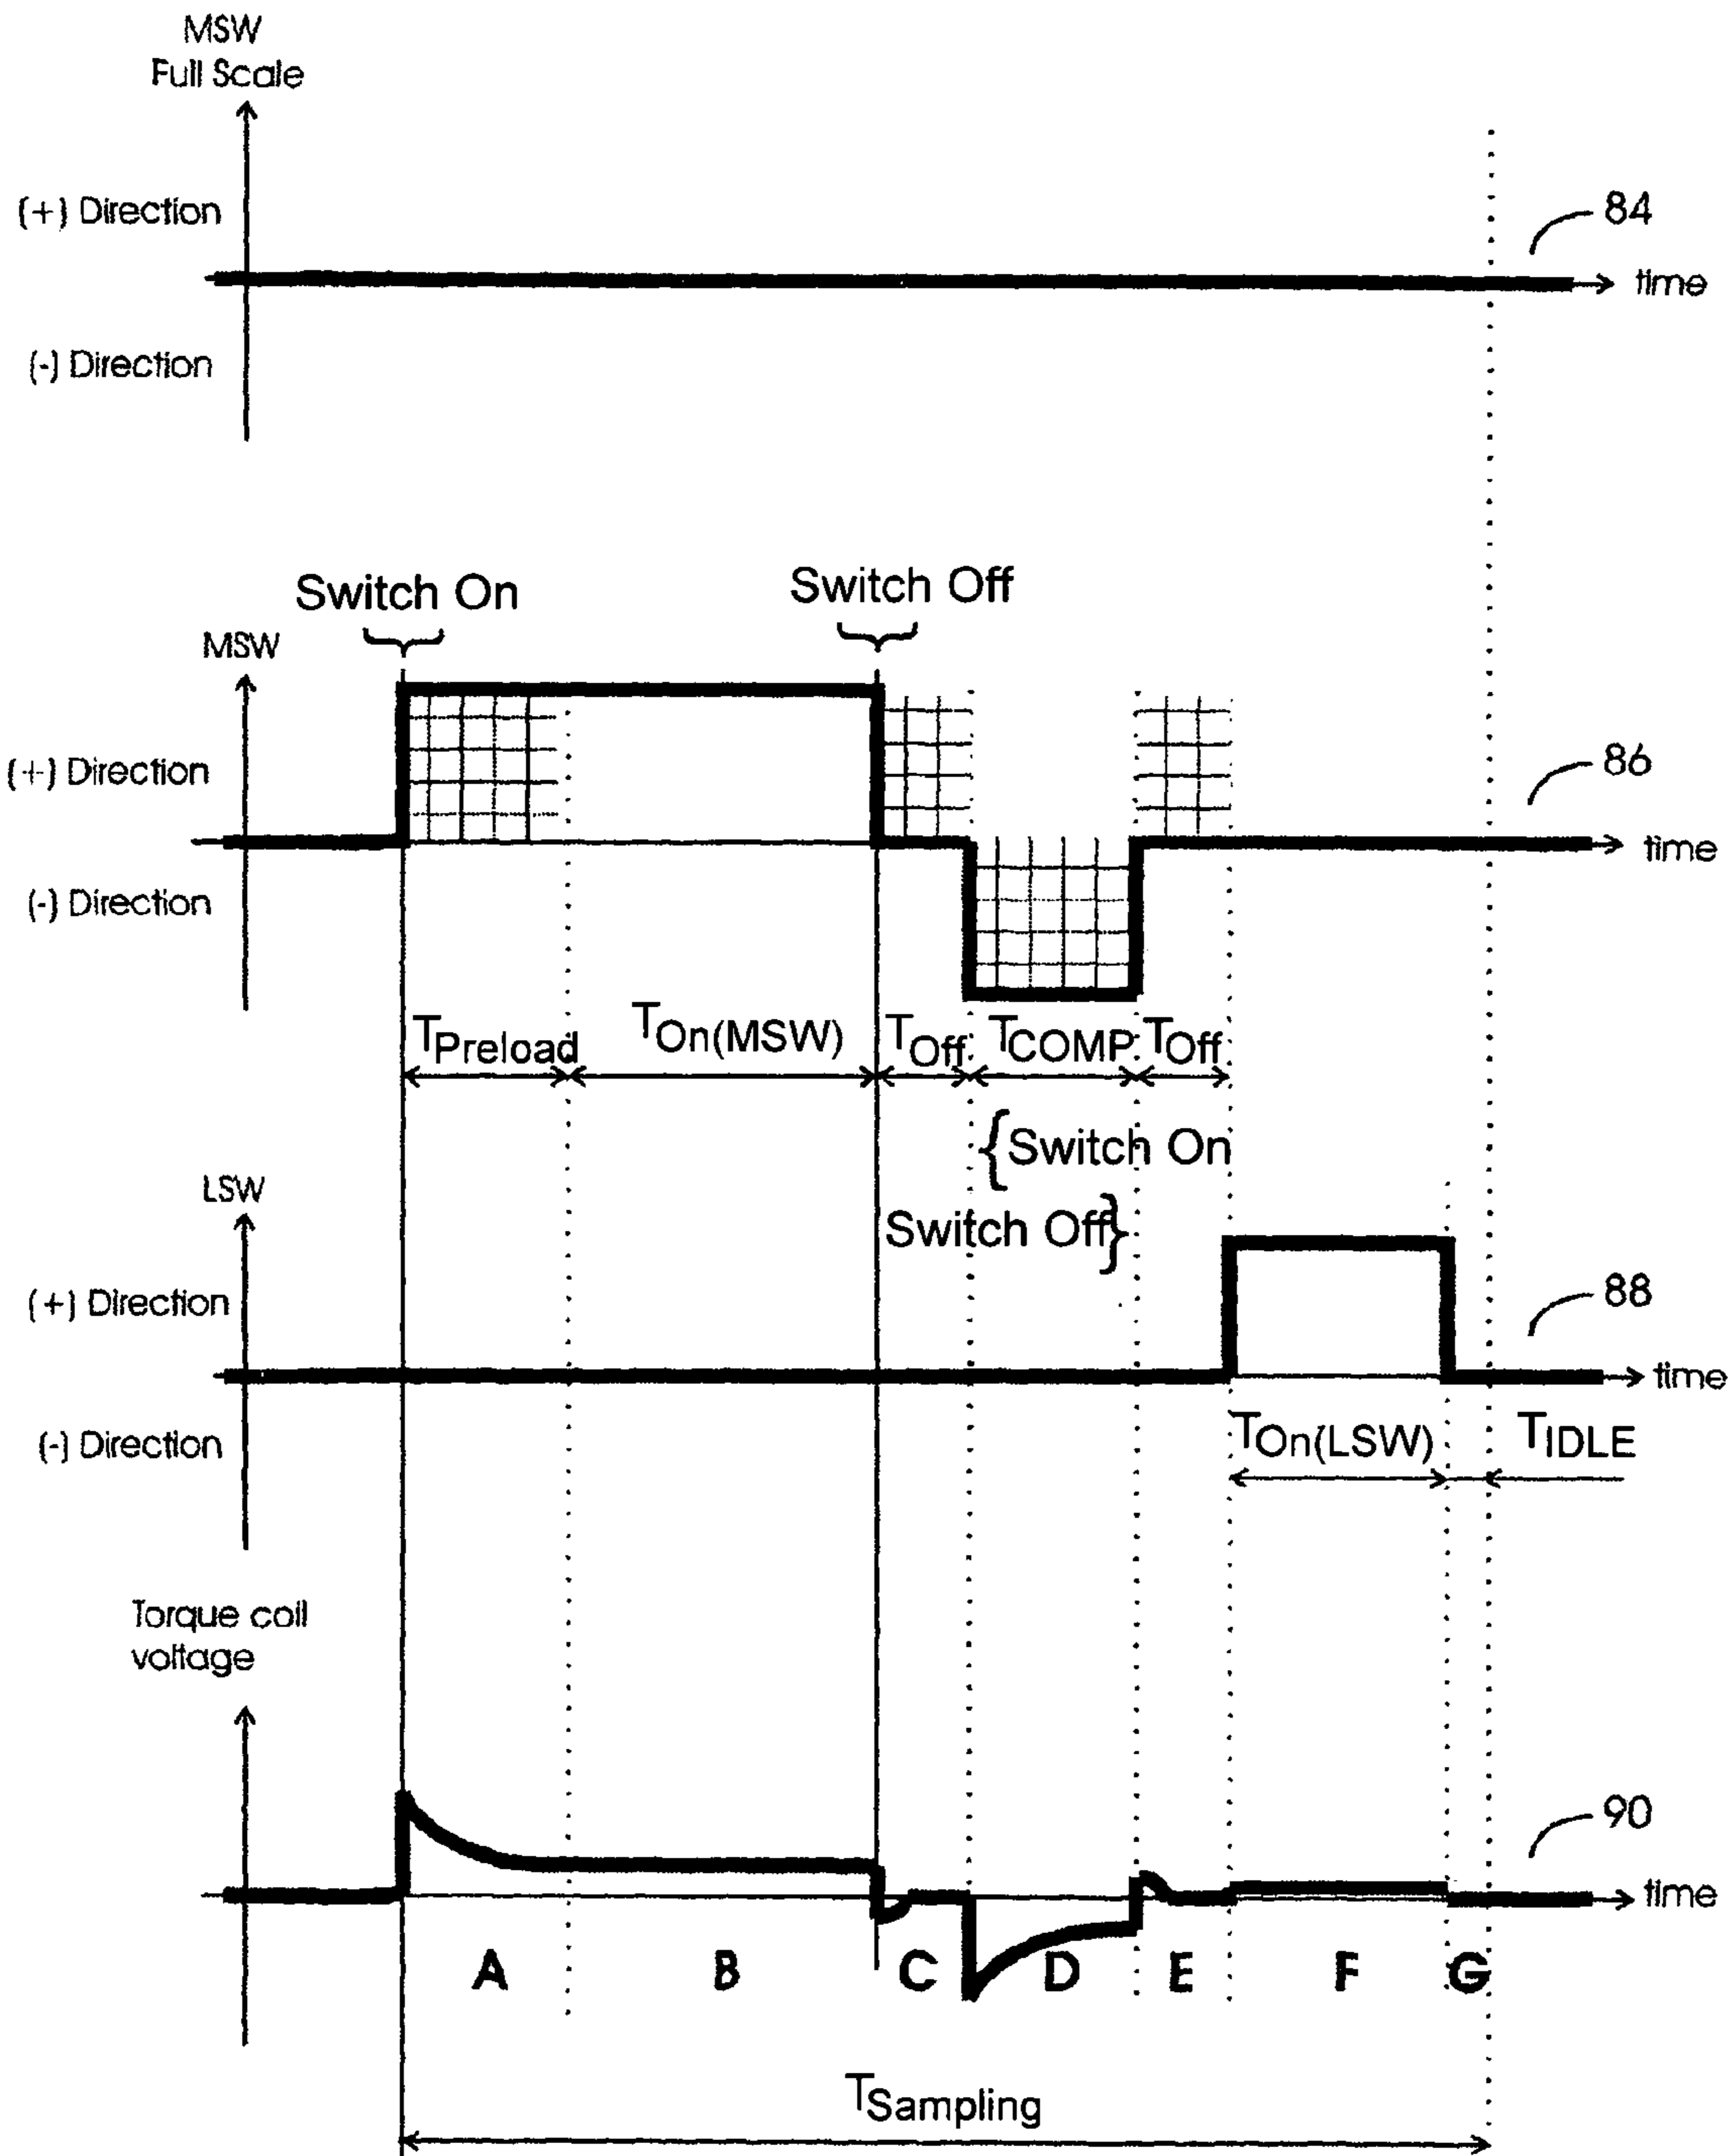 MSW
Full Scale
(+) Direction
84
time
(-) Direction
Switch On
Switch Off
MSW
(+) Direction
86
time
(-) Direction
TPreload
TOn(MSW)
TOff
TCOMP
TOff
{Switch On
LSW
Switch Off}
(+) Direction
88
time
(-) Direction
TOn(LSW)
TIDLE
Torque coil
voltage
90
time
A
B
C
D
E
F
G
TSampling